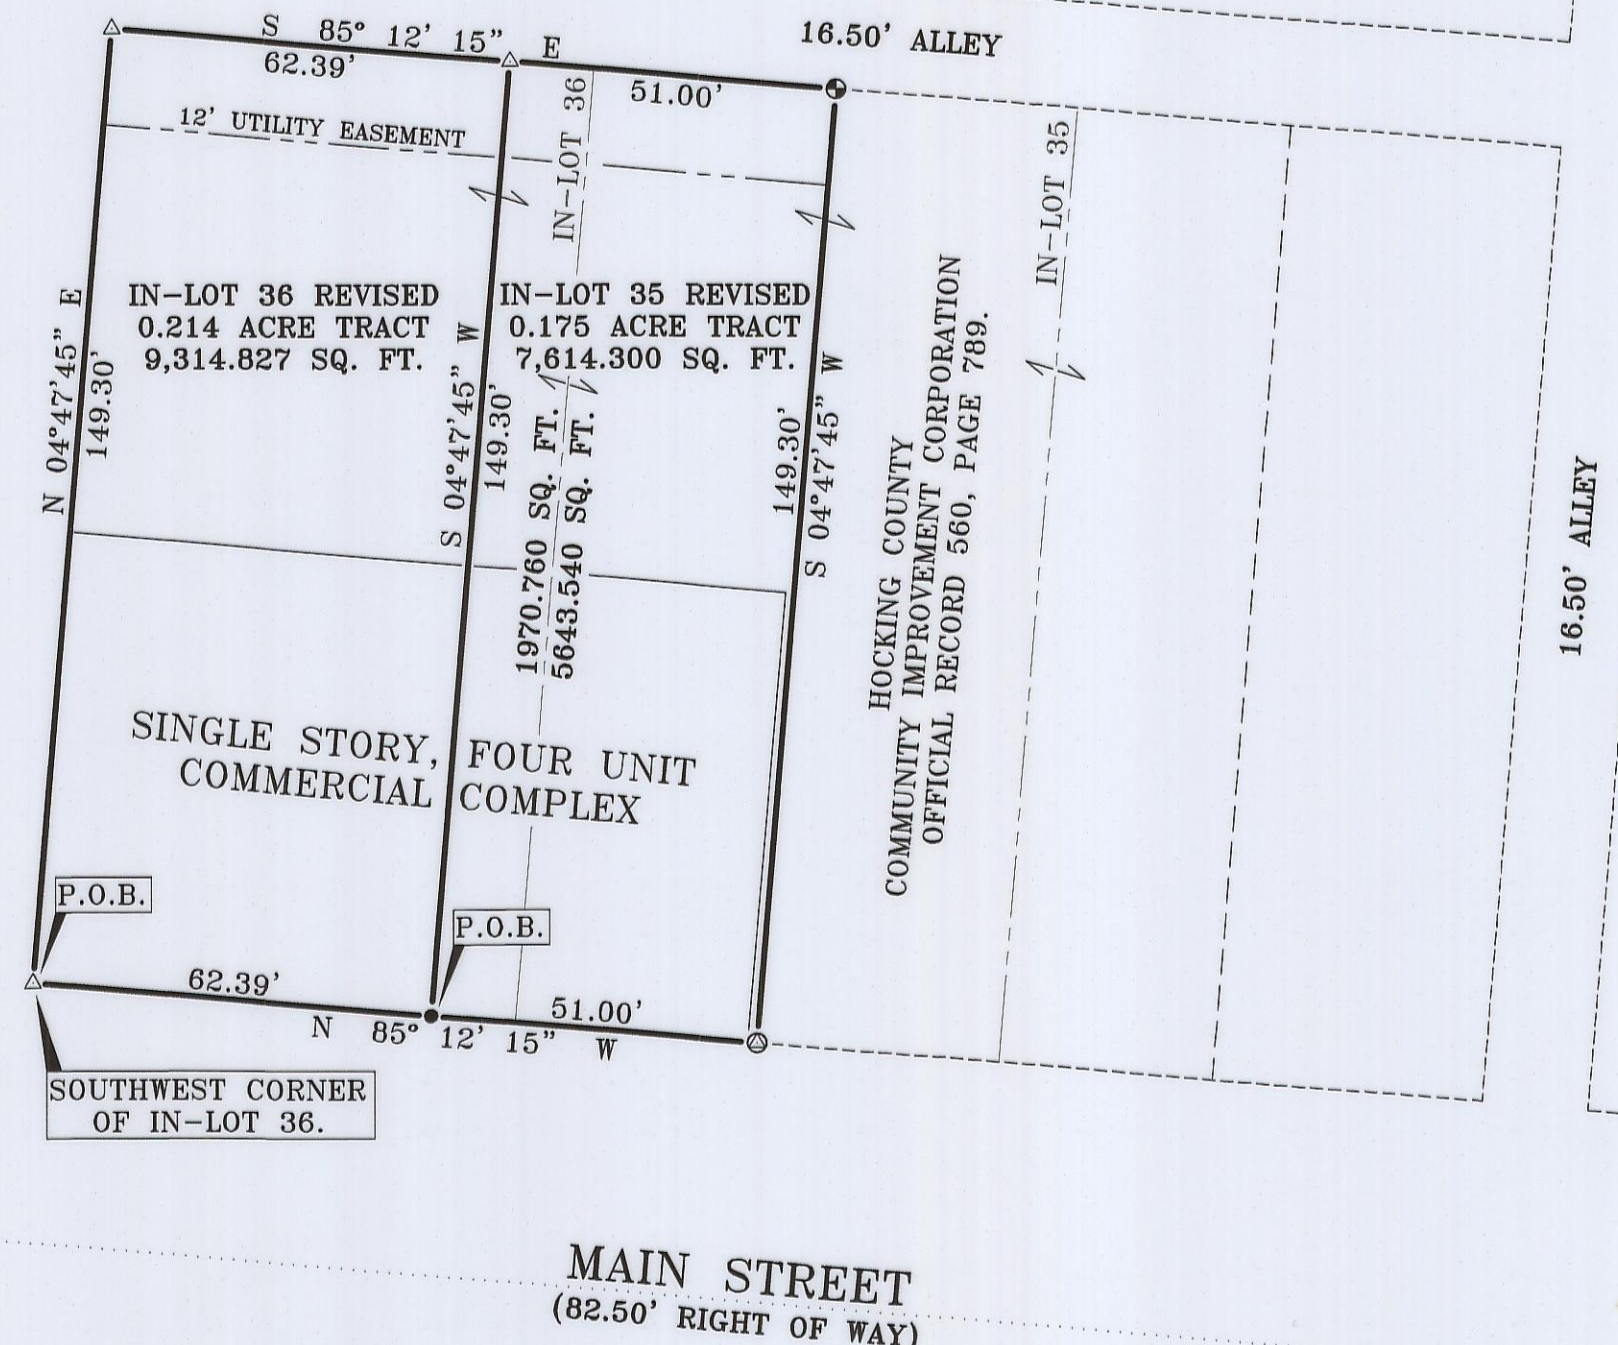 16.50' ALLEY
S 85° 12' 15" E
62.39'
51.00'
12' UTILITY EASEMENT
IN-LOT 36
IN-LOT 35
IN-LOT 36 REVISED
0.214 ACRE TRACT
9,314.827 SQ. FT.
IN-LOT 35 REVISED
0.175 ACRE TRACT
7,614.300 SQ. FT.
N 04°47'45" E
149.30'
S 04°47'45" W
149.30'
1970.760 SQ. FT.
5643.540 SQ. FT.
149.30'
S 04°47'45" W
HOCKING COUNTY
COMMUNITY IMPROVEMENT CORPORATION
OFFICIAL RECORD 560, PAGE 789.
16.50' ALLEY
SINGLE STORY, FOUR UNIT
COMMERCIAL COMPLEX
P.O.B.
P.O.B.
62.39'
51.00'
N 85° 12' 15" W
SOUTHWEST CORNER
OF IN-LOT 36.
MAIN STREET
(82.50' RIGHT OF WAY)